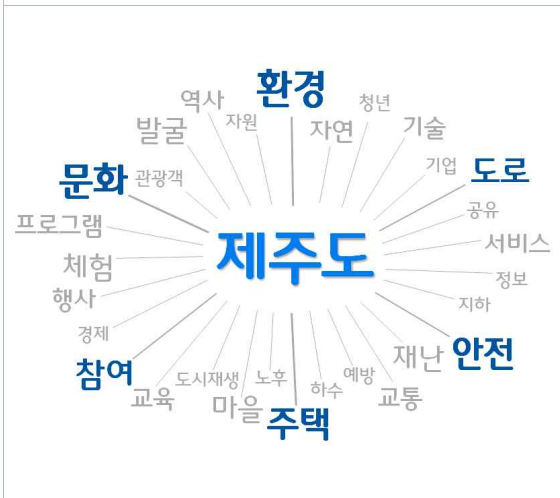 환경
역사
청년
자원
자연
기술
발굴
기업
도로
문화
관광객
공유
프로그램
서비스
제주도
체험
정보
행사
지하
경제
재난
안전
참여
도시재생
노후
예방
교육
하수
교통
마을
주택